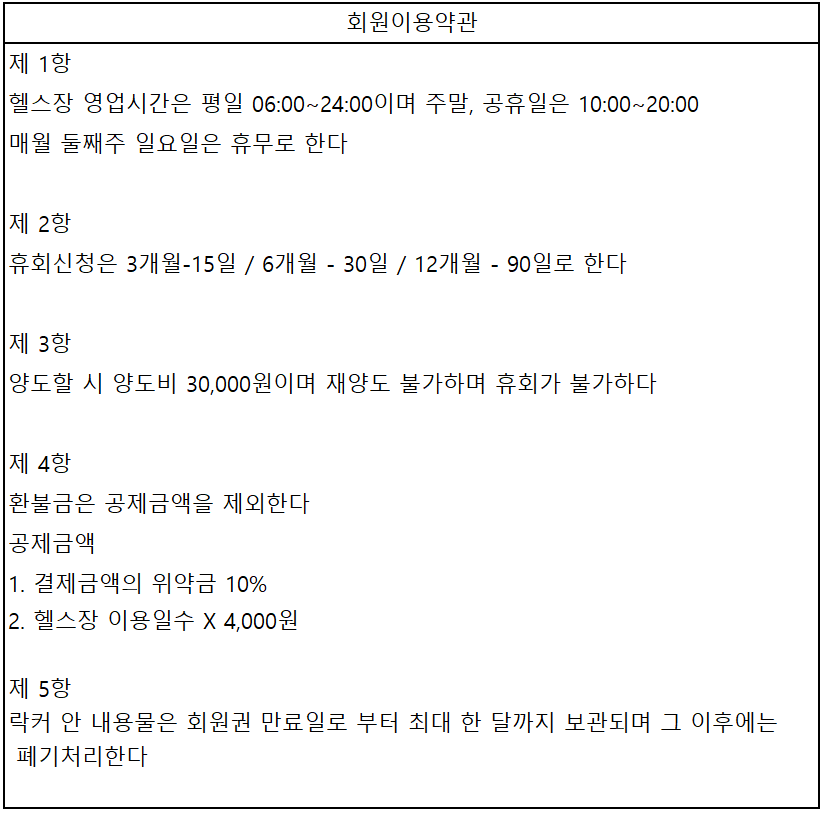 회원이용약관
제 1항
헬스장 영업시간은 평일 06:00~24:00이며 주말, 공휴일은 10:00~20:00
매월 둘째주 일요일은 휴무로 한다
제 2항
휴회신청은 3개월-15일 / 6개월 - 30일 / 12개월 - 90일로 한다
제 3항
양도할 시 양도비 30,000원이며 재양도 불가하며 휴회가 불가하다
제 4항
환불금은 공제금액을 제외한다
공제금액
1. 결제금액의 위약금 10%
2. 헬스장 이용일수 X 4,000원
제 5항
락커 안 내용물은 회원권 만료일로 부터 최대 한 달까지 보관되며 그 이후에는
폐기처리한다